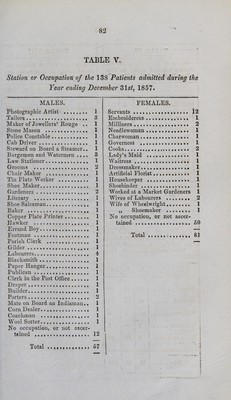 82
TABLE V.
Station or Occupation of the 138 Patients admitted during the
Year ending December 31st, 1857.
MALES.
Photographic Artist ........ 1
Tailors .................... 3
Maker of Jewellers' Rouge .. 1
Stone Mason ................ 1
Police Constable ........... 1
Cab Driver ................. 1
Steward on Board a Steamer.. 1
Bargemen and Watermen .... 
Law Stationer .............. 1
Grooms .....................
Chair Maker ................ 1
Tin Plate Worker ........... 1
Shoe Maker ................. 1
Gardeners .................. 2
Literary ................... 1
Shoe Salesman .............. 1
Baker ...................... 1
Copper Plate Printer ....... 1
Hawker ..................... 1
Errand Boy ................. 1
Footman .................... 1
Parish Clerk ............... 1
Gilder ..................... 1
Labourers .................. 4
Blacksmith ................. 1
Paper Hanger ............... 1
Publican ................... 1
Clerk in the Post Office ... 1
Draper ..................... 1
Builder .................... 1
Porters .................... 2
Mate on Board an Indiaman .. 1
Corn Dealer ................ 1
Coachman ................... 1
Wool Sorter ................ 1
No occupation, or not ascer-
tained ..................... 12
Total ...................... 57
FEMALES.
Servants ................... 12
Embroideress ............... 1
Milliners .................. 2
Needlewoman ................ 1
Charwoman .................. 1
Governess .................. 1
Cooks ...................... 2
Lady's Maid ................ 1
Waitress ................... 1
Dressmaker ................. 1
Artificial Florist ......... 1
Housekeeper ................ 1
Shoebinder ................. 1
Worked at a Market Gardeners 1
Wives of Labourers ......... 2
Wife of Wheelwright ........ 1
„ Shoemaker ................ 1
No occupation, or not ascer-
tained ..................... 50
Total ...................... 81